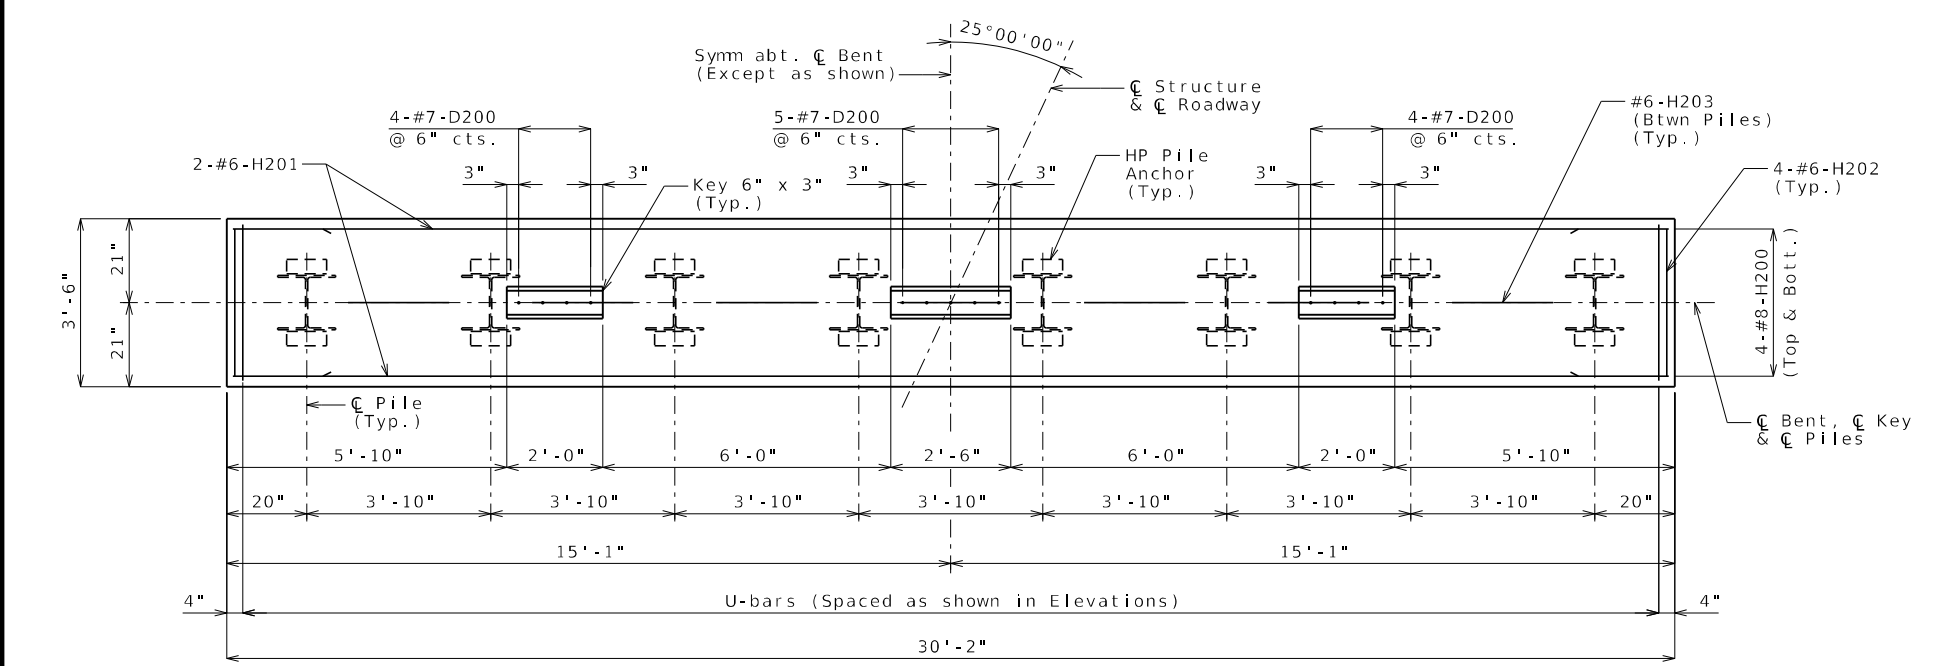 25°00'00"
Symm abt. ℄ Bent
(Except as shown)
℄ Structure
& ℄ Roadway
4-#7-D200
@ 6" cts.
5-#7-D200
@ 6" cts.
4-#7-D200
@ 6" cts.
#6-H203
(Btwn Piles)
(Typ.)
2-#6-H201
3"
3"
Key 6" x 3"
(Typ.)
3"
3"
HP Pile
Anchor
(Typ.)
3"
3"
4-#6-H202
(Typ.)
3'-6"
21"
21"
4-#8-H200
(Top & Bott.)
℄ Pile
(Typ.)
℄ Bent, ℄ Key
& ℄ Piles
5'-10"
2'-0"
6'-0"
2'-6"
6'-0"
2'-0"
5'-10"
20"
3'-10"
3'-10"
3'-10"
3'-10"
3'-10"
3'-10"
3'-10"
20"
15'-1"
15'-1"
4"
U-bars (Spaced as shown in Elevations)
4"
30'-2"